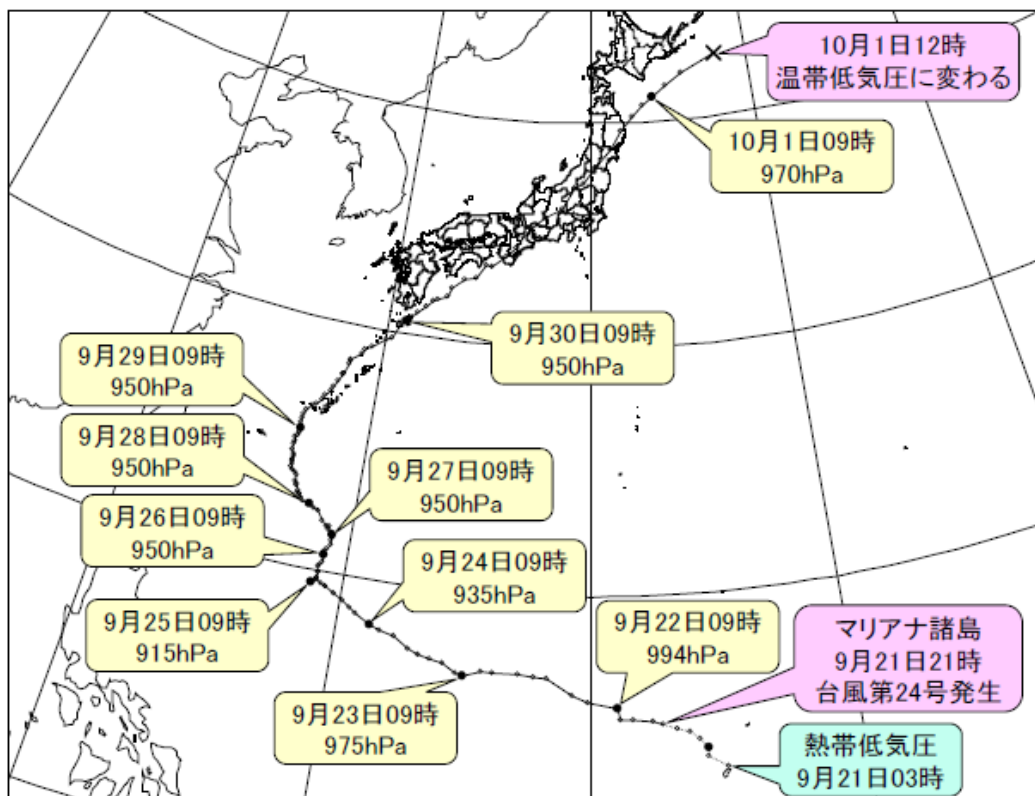 10月1日12時
温帯低気圧に変わる
10月1日09時
970hPa
9月30日09時
950hPa
9月29日09時
950hPa
9月28日09時
950hPa
9月27日09時
950hPa
9月26日09時
950hPa
9月24日09時
935hPa
9月25日09時
915hPa
9月22日09時
994hPa
マリアナ諸島
9月21日21時
台風第24号発生
9月23日09時
975hPa
熱帯低気圧
9月21日03時